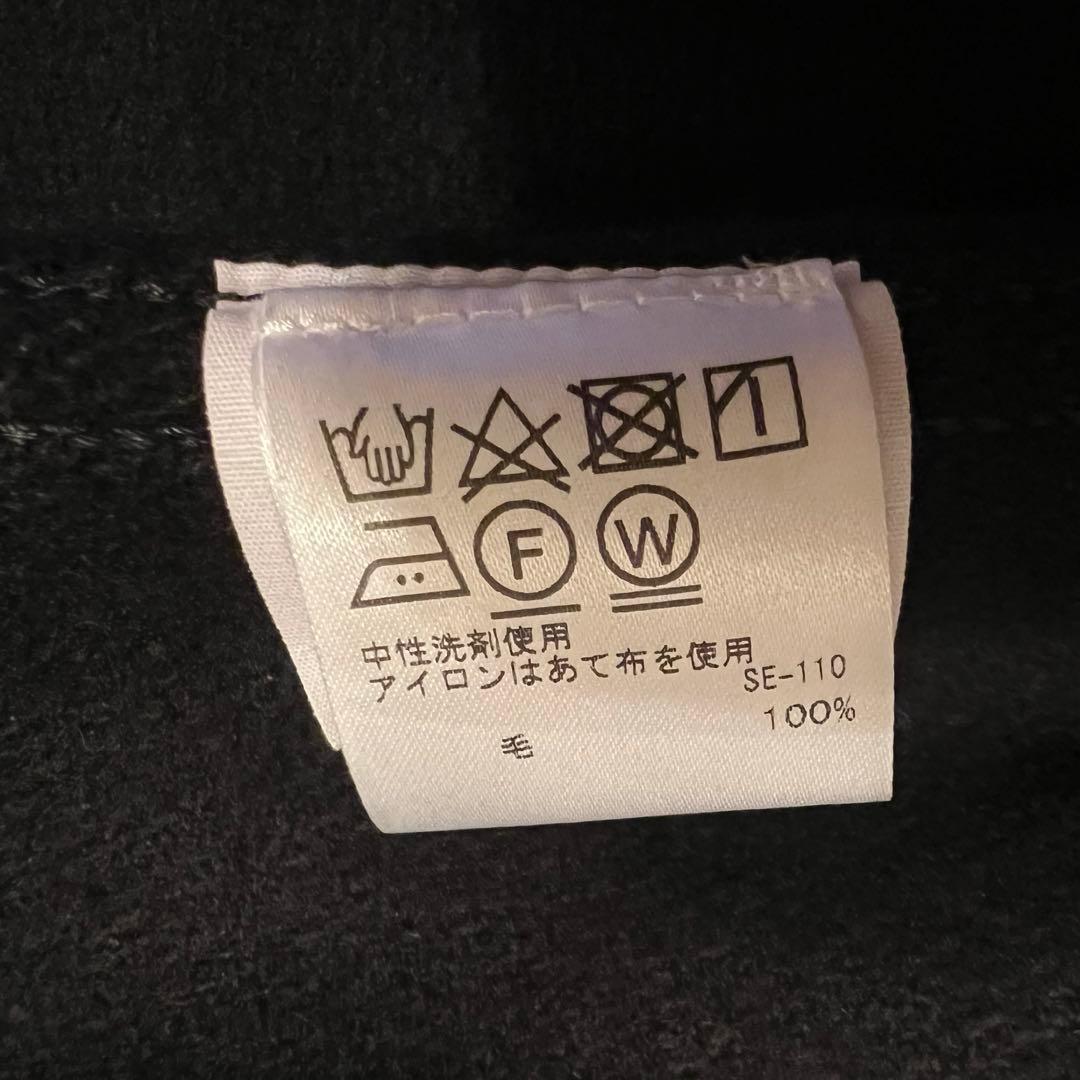 F W
中性洗剤使用
アイロンはあて布を使用
SE-110
毛 100%